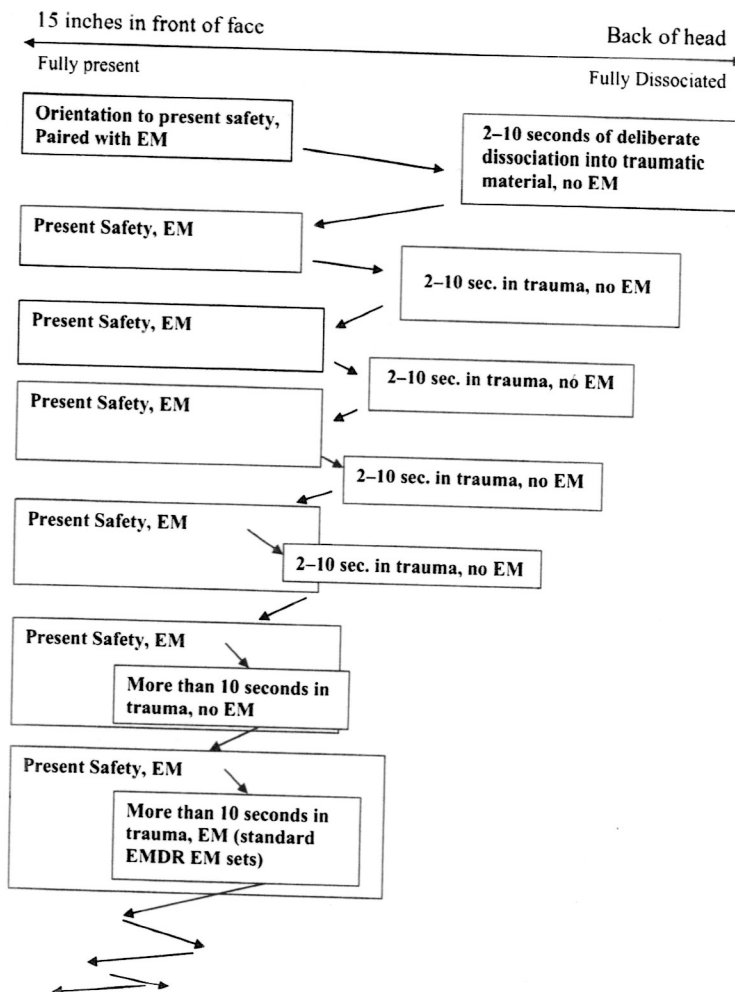 15 inches in front of face
Back of head
Fully present
Fully Dissociated
Orientation to present safety,
Paired with EM
2–10 seconds of deliberate
dissociation into traumatic
material, no EM
Present Safety, EM
2–10 sec. in trauma, no EM
Present Safety, EM
2–10 sec. in trauma, no EM
Present Safety, EM
2–10 sec. in trauma, no EM
Present Safety, EM
2–10 sec. in trauma, no EM
Present Safety, EM
More than 10 seconds in
trauma, no EM
Present Safety, EM
More than 10 seconds in
trauma, EM (standard
EMDR EM sets)